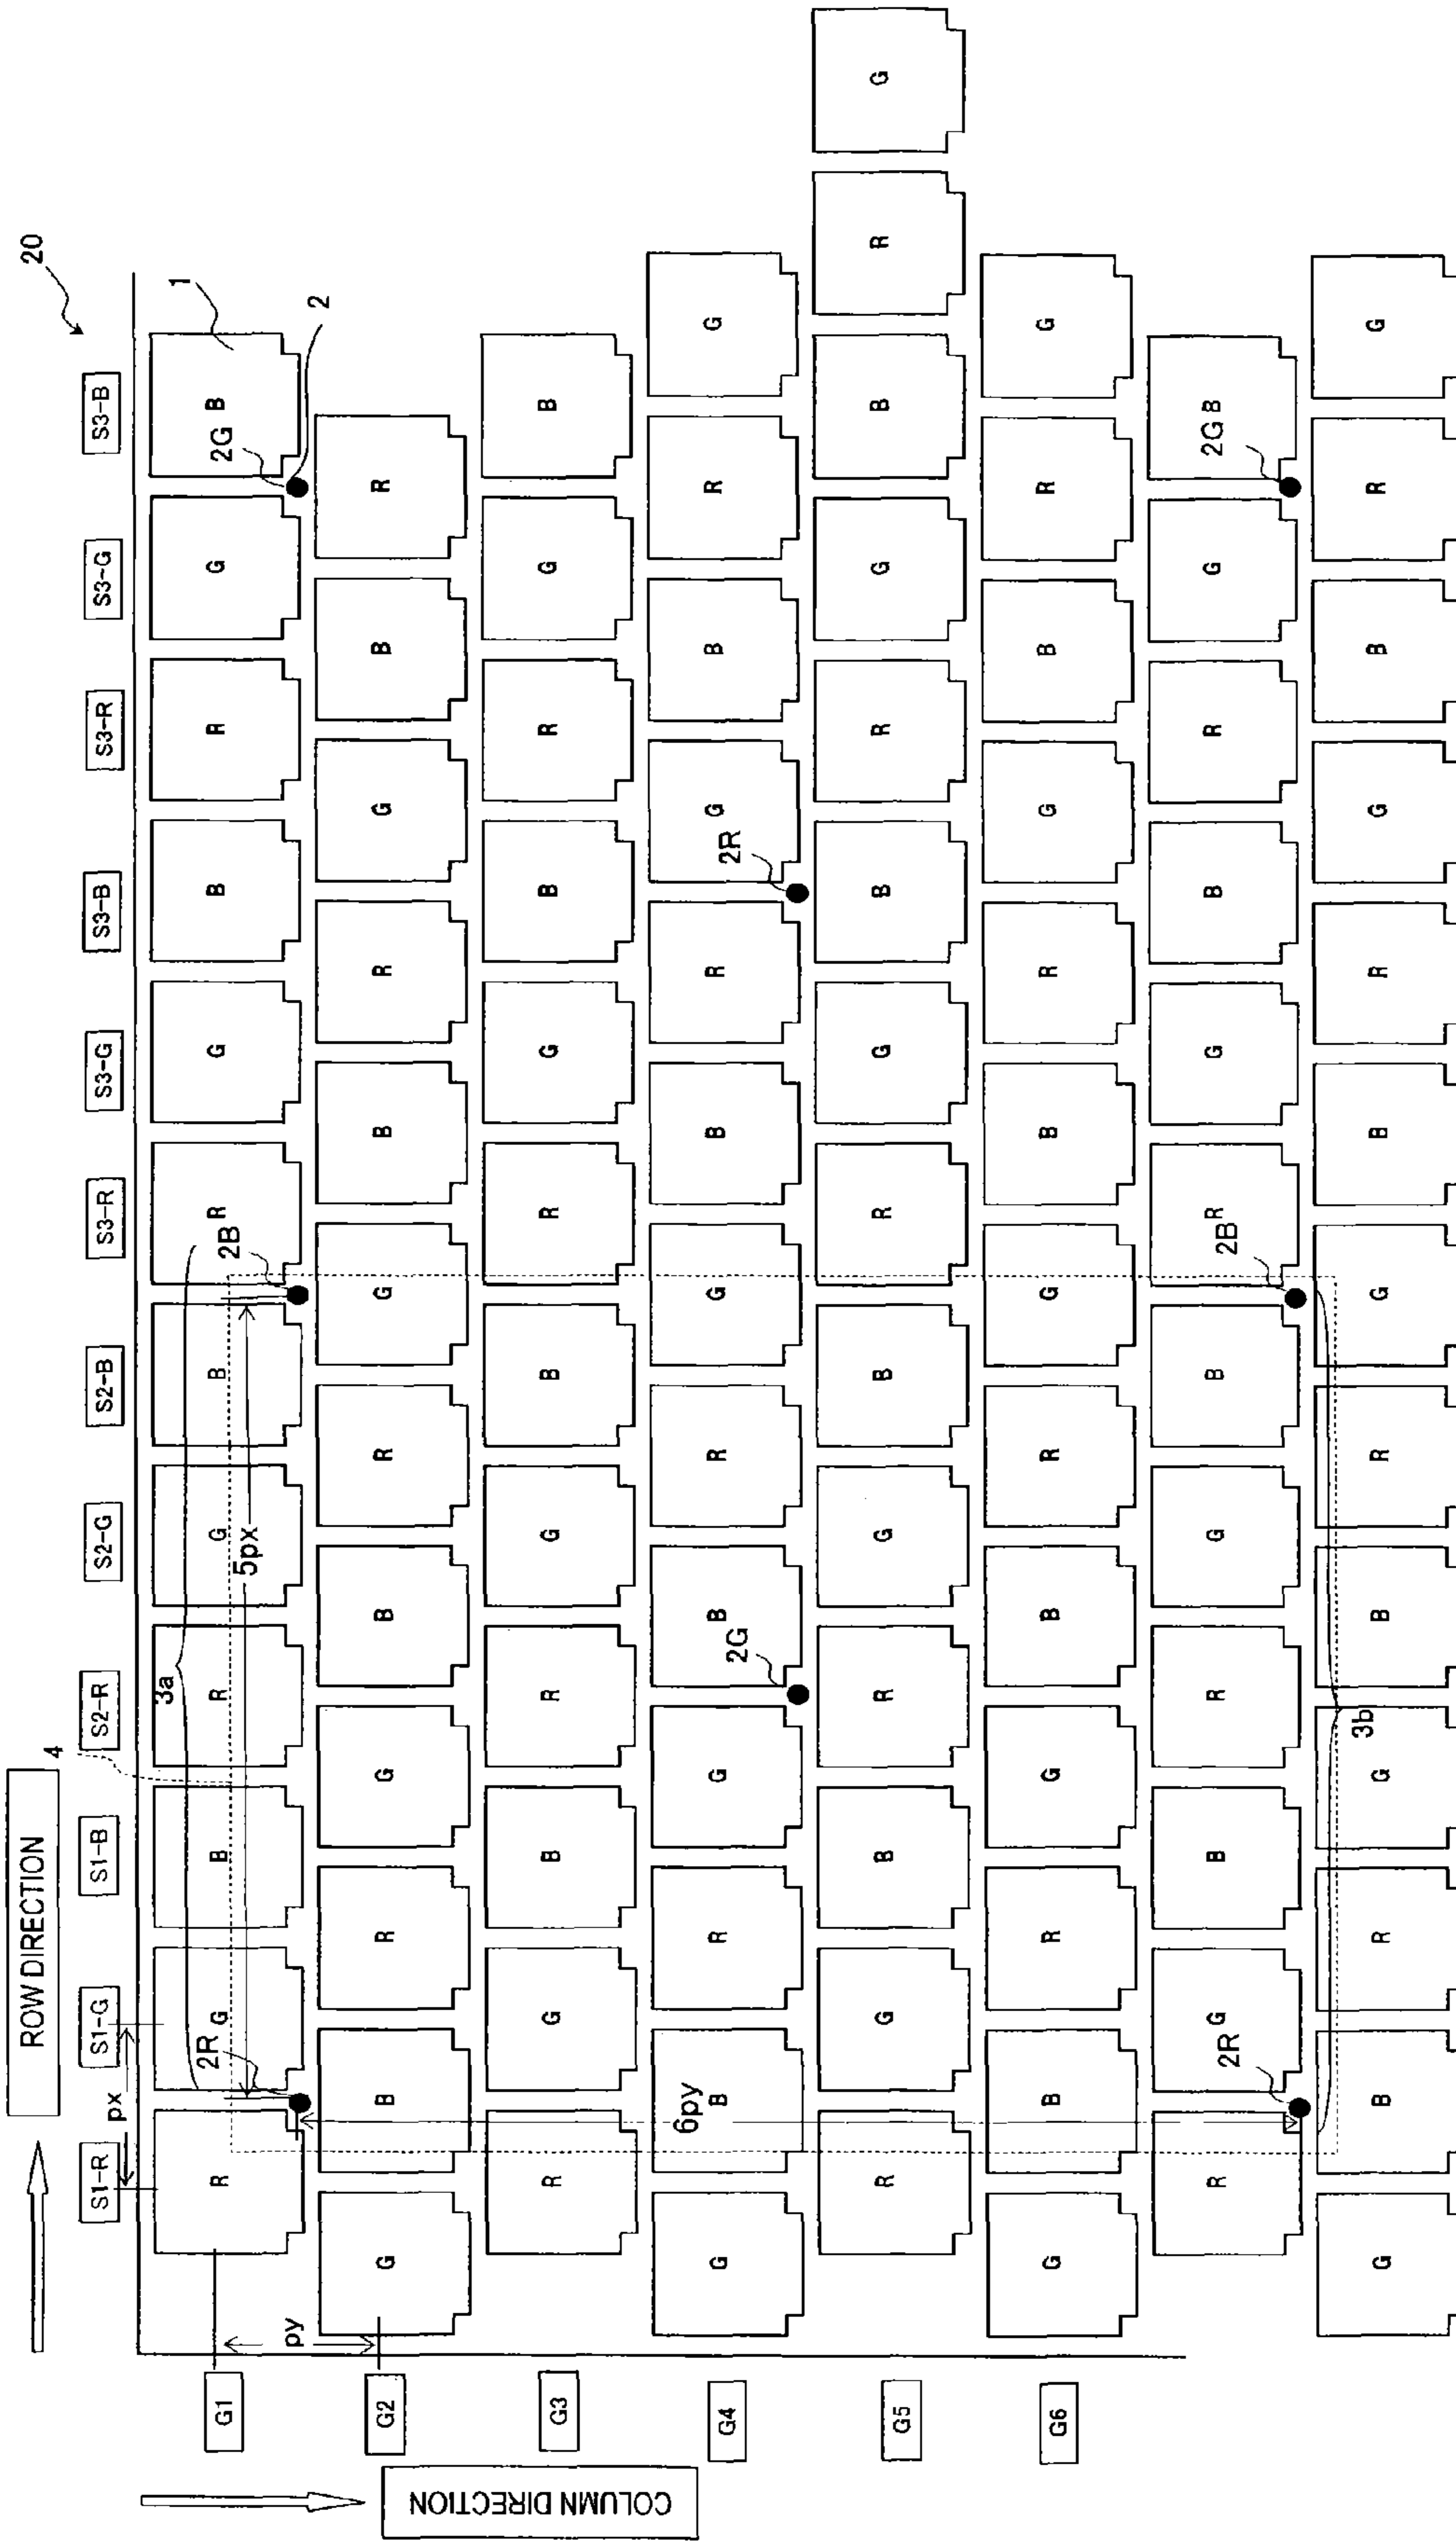 ROW DIRECTION
20
4
px
S1-R S1-G S1-B S2-R S2-G S2-B S3-R S3-G S3-B S3-R S3-G S3-B
COLUMN DIRECTION
3a
1
G1 R G B R G B R G B R G B
2R 5px 2B 2G
2
py
G2 G B R G B R G B R G B R
G3 R G B R G B R G B R G B
G4 G B R G B R G B R G B R G
6py 2G 2R
G5 R G B R G B R G B R G B R G
G6 G B R G B R G B R G B R G
R G B R G B R G B R G B
2R 2B 2G
3b
G B R G B R G B R G B R G